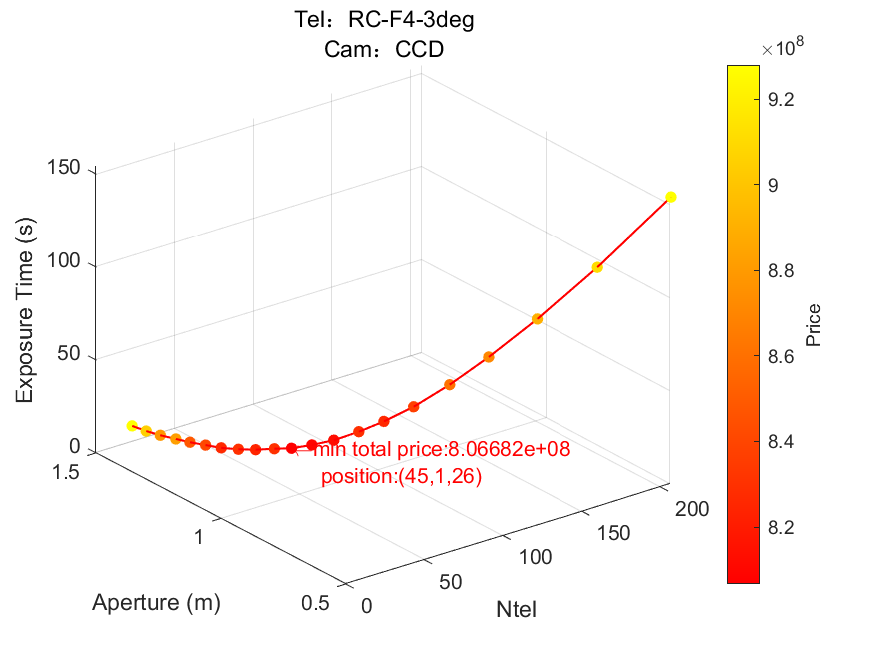 Tel：RC-F4-3deg
Cam：CCD
×10⁸
150
100
50
0
Exposure Time (s)
1.5
1
0.5
Aperture (m)
0
50
100
150
200
Ntel
←min total price:8.06682e+08
position:(45,1,26)
9.2
9
8.8
8.6
8.4
8.2
Price